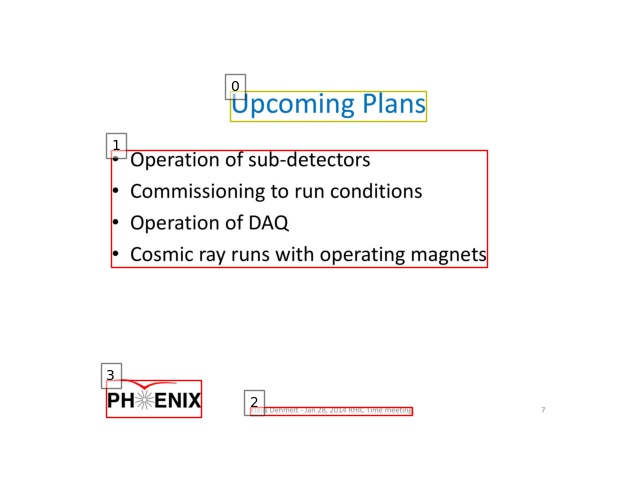 0
Upcoming Plans
1
• Operation of sub-detectors
• Commissioning to run conditions
• Operation of DAQ
• Cosmic ray runs with operating magnets
3
PHENIX
2
Dehmelt - Jan 28, 2014 RHIC Time meeting
7